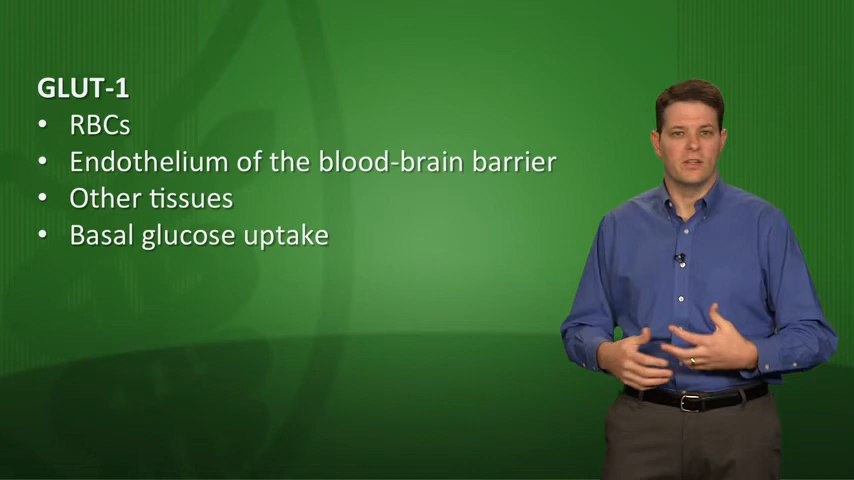 GLUT-1
• RBCs
• Endothelium of the blood-brain barrier
• Other tissues
• Basal glucose uptake